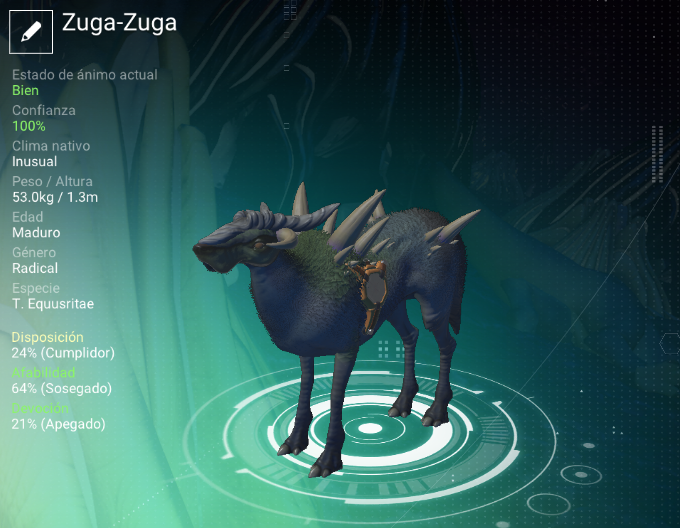 Zuga-Zuga
Estado de ánimo actual
Bien
Confianza
100%
Clima nativo
Inusual
Peso / Altura
53.0kg / 1.3m
Edad
Maduro
Género
Radical
Especie
T. Equusritae
Disposición
24% (Cumplidor)
Afabilidad
64% (Sosegado)
Devoción
21% (Apegado)